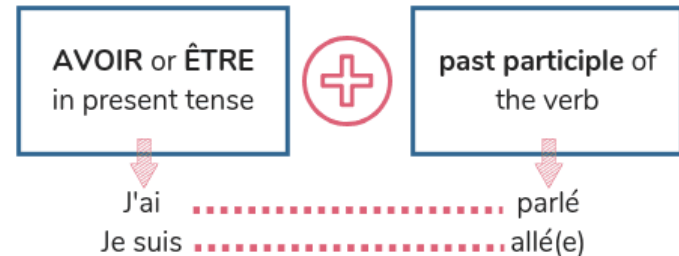 AVOIR or ÊTRE
in present tense
past participle of
the verb
J'ai parlé
Je suis allé(e)